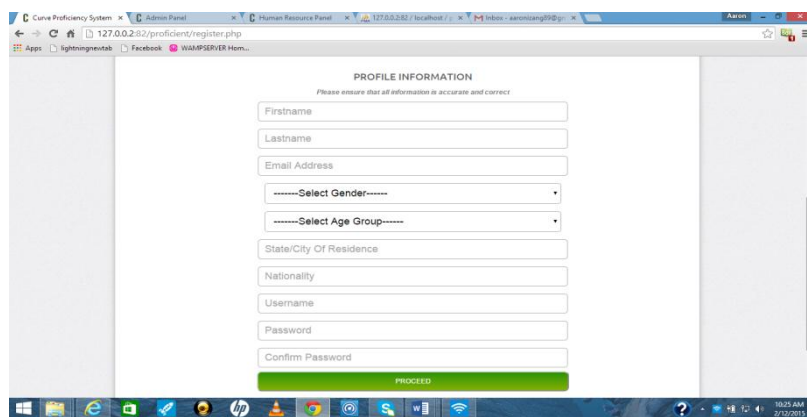 Curve Proficiency System
Admin Panel
Human Resource Panel
127.0.0.2:82 / localhost /
Inbox -
Aaron
127.0.0.2:82/proficient/register.php
Apps
lightningnewtab
Facebook
WAMPSERVER Hom...
PROFILE INFORMATION
Please ensure that all information is accurate and correct
Firstname
Lastname
Email Address
-------Select Gender------
-------Select Age Group------
State/City Of Residence
Nationality
Username
Password
Confirm Password
PROCEED
10:25 AM
2/12/2015